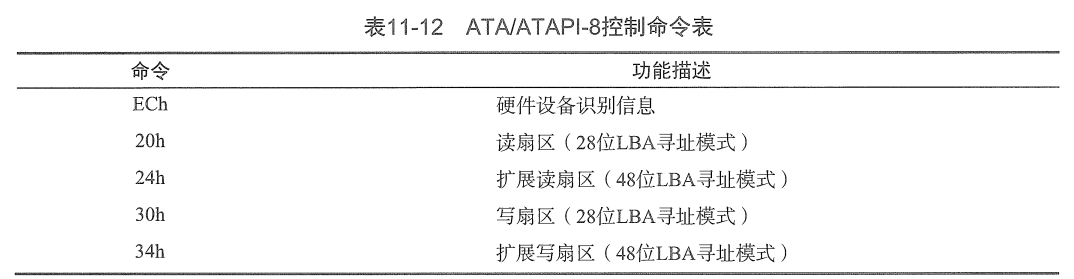 表11-12 ATA/ATAPI-8控制命令表
命令 功能描述
ECh 硬件设备识别信息
20h 读扇区（28位LBA寻址模式）
24h 扩展读扇区（48位LBA寻址模式）
30h 写扇区（28位LBA寻址模式）
34h 扩展写扇区（48位LBA寻址模式）